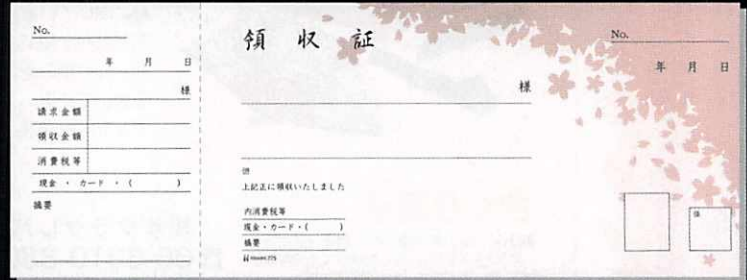 No.
年 月 日
様
請求金額
領収金額
消費税等
現金 ・ カード ・ ( )
摘要
領 収 証
No.
年 月 日
様
但
上記正に領収いたしました
内消費税等
現金・カード・( )
摘要